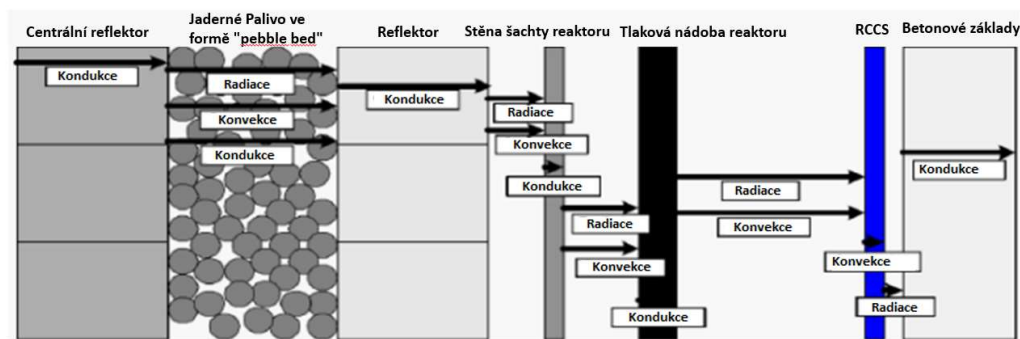 Centrální reflektor
Jaderné Palivo ve
formě "pebble bed"
Reflektor
Stěna šachty reaktoru
Tlaková nádoba reaktoru
RCCS
Betonové základy
Kondukce
Radiace
Konvekce
Kondukce
Kondukce
Radiace
Konvekce
Kondukce
Radiace
Konvekce
Kondukce
Radiace
Konvekce
Konvekce
Radiace
Kondukce